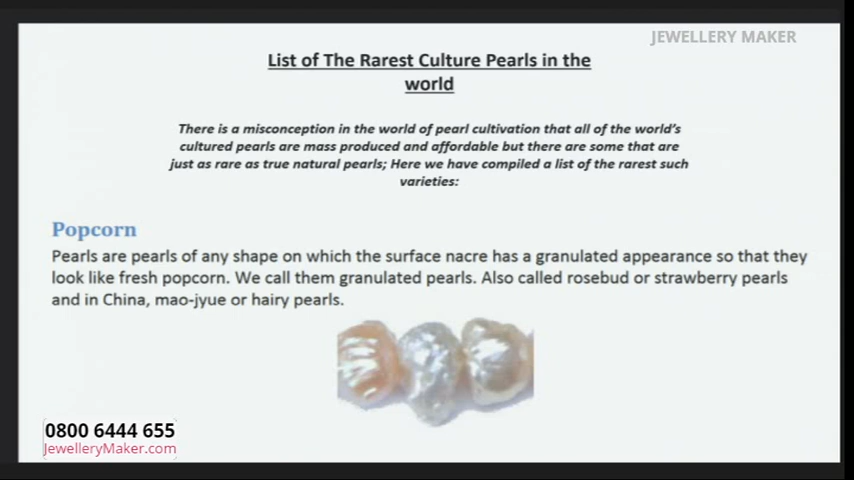 JEWELLERY MAKER
List of The Rarest Culture Pearls in the
world
There is a misconception in the world of pearl cultivation that all of the world's
cultured pearls are mass produced and affordable but there are some that are
just as rare as true natural pearls; Here we have compiled a list of the rarest such
varieties:
Popcorn
Pearls are pearls of any shape on which the surface nacre has a granulated appearance so that they
look like fresh popcorn. We call them granulated pearls. Also called rosebud or strawberry pearls
and in China, mao-jyue or hairy pearls.
0800 6444 655
JewelleryMaker.com